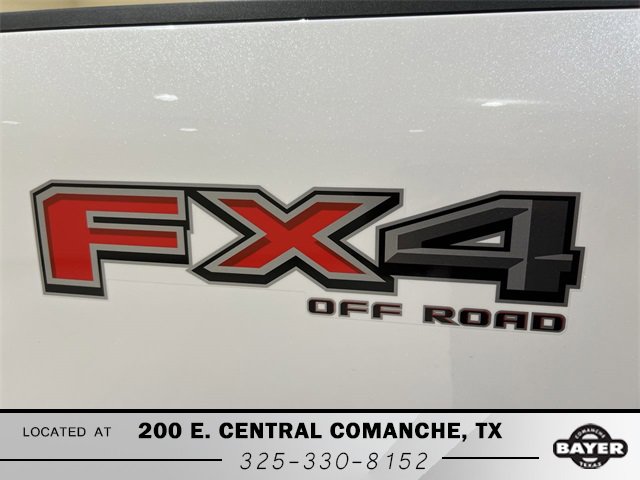 FX4
OFF ROAD
LOCATED AT 200 E. CENTRAL COMANCHE, TX
325-330-8152
COMANCHE
BAYER
TEXAS